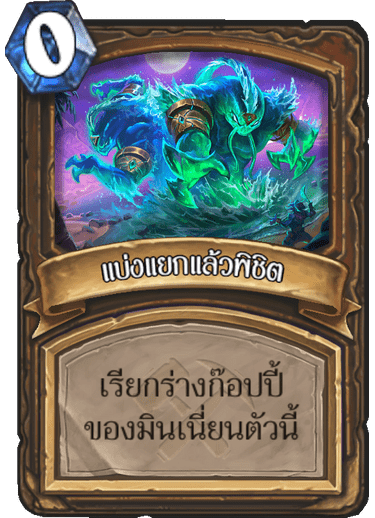 0
แบ่งแยกแล้วพิชิต
เรียกร่างก๊อปปี้
ของมินเนี่ยนตัวนี้